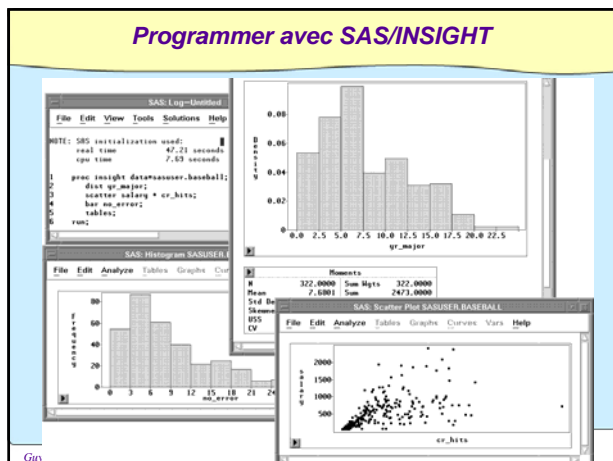 Programmer avec SAS/INSIGHT
SAS: Log-Untitled
File Edit View Tools Solutions Help
NOTE: SAS initialization used:
real time 47.21 seconds
cpu time 7.69 seconds
1 proc insight data=sasuser.baseball;
2 dist yr_major;
3 scatter salary * cr_hits;
4 bar no_error;
5 tables;
6 run;
Density
0.08
0.06
0.04
0.02
0
0.0 2.5 5.0 7.5 10.0 12.5 15.0 17.5 20.0 22.5
yr_major
Moments
N 322.0000 Sum Wgts 322.0000
Mean 7.6801 Sum 2473.0000
Std De
Skewne
USS
CV
SAS: Histogram SASUSER.B
File Edit Analyze Tables Graphs Cur
Frequency
80
60
40
20
0
0 3 6 9 12 15 18 21 24
no_error
SAS: Scatter Plot SASUSER.BASEBALL
File Edit Analyze Tables Graphs Curves Vars Help
salary
2000
1500
1000
500
cr_hits
Guy